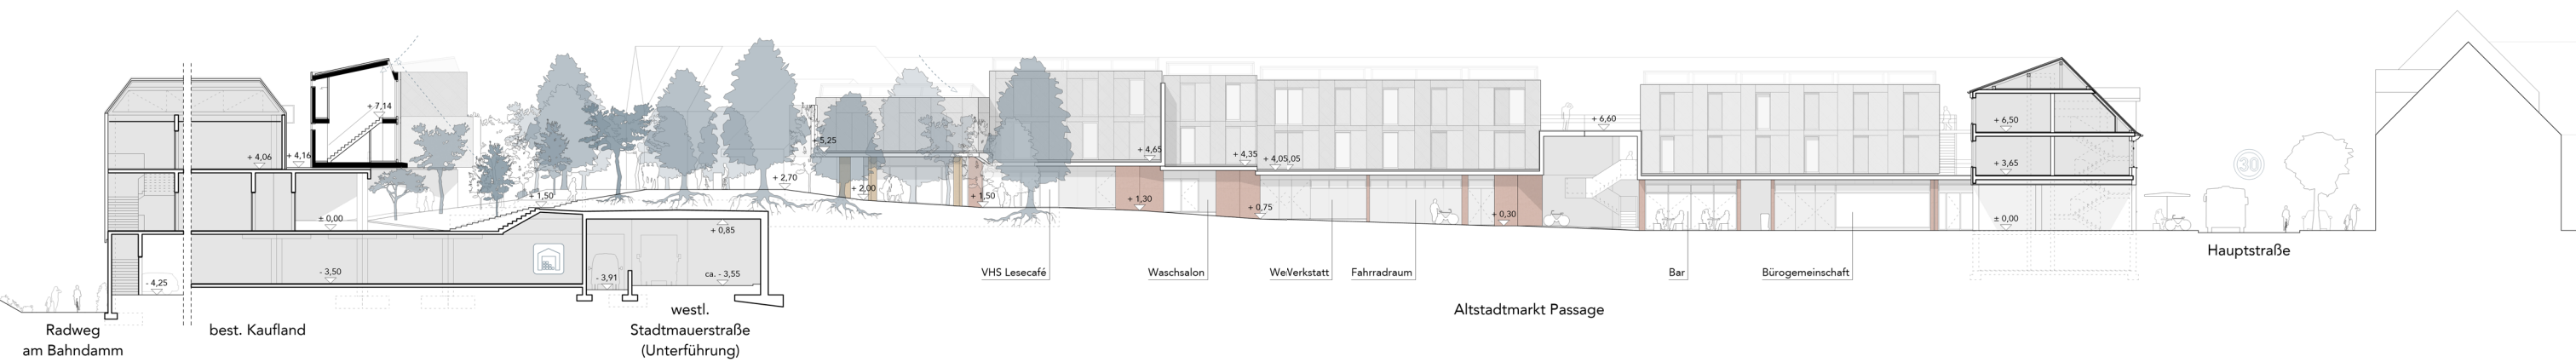 + 7,14
+ 4,06
+ 4,16
± 0,00
- 3,50
- 4,25
+ 1,50
+ 0,85
- 3,91
ca. - 3,55
+ 2,70
+ 5,25
+ 2,00
+ 1,50
+ 4,65
+ 1,30
+ 4,35
+ 0,75
+ 4,05
5,05
+ 0,30
+ 6,60
+ 6,50
+ 3,65
± 0,00
30
VHS Lesecafé
Waschsalon
Fahrradraum
Bar
Bürogemeinschaft
Hauptstraße
Altstadtmarkt Passage
Radweg
am Bahndamm
best. Kaufland
westl.
Stadtmauerstraße
(Unterführung)